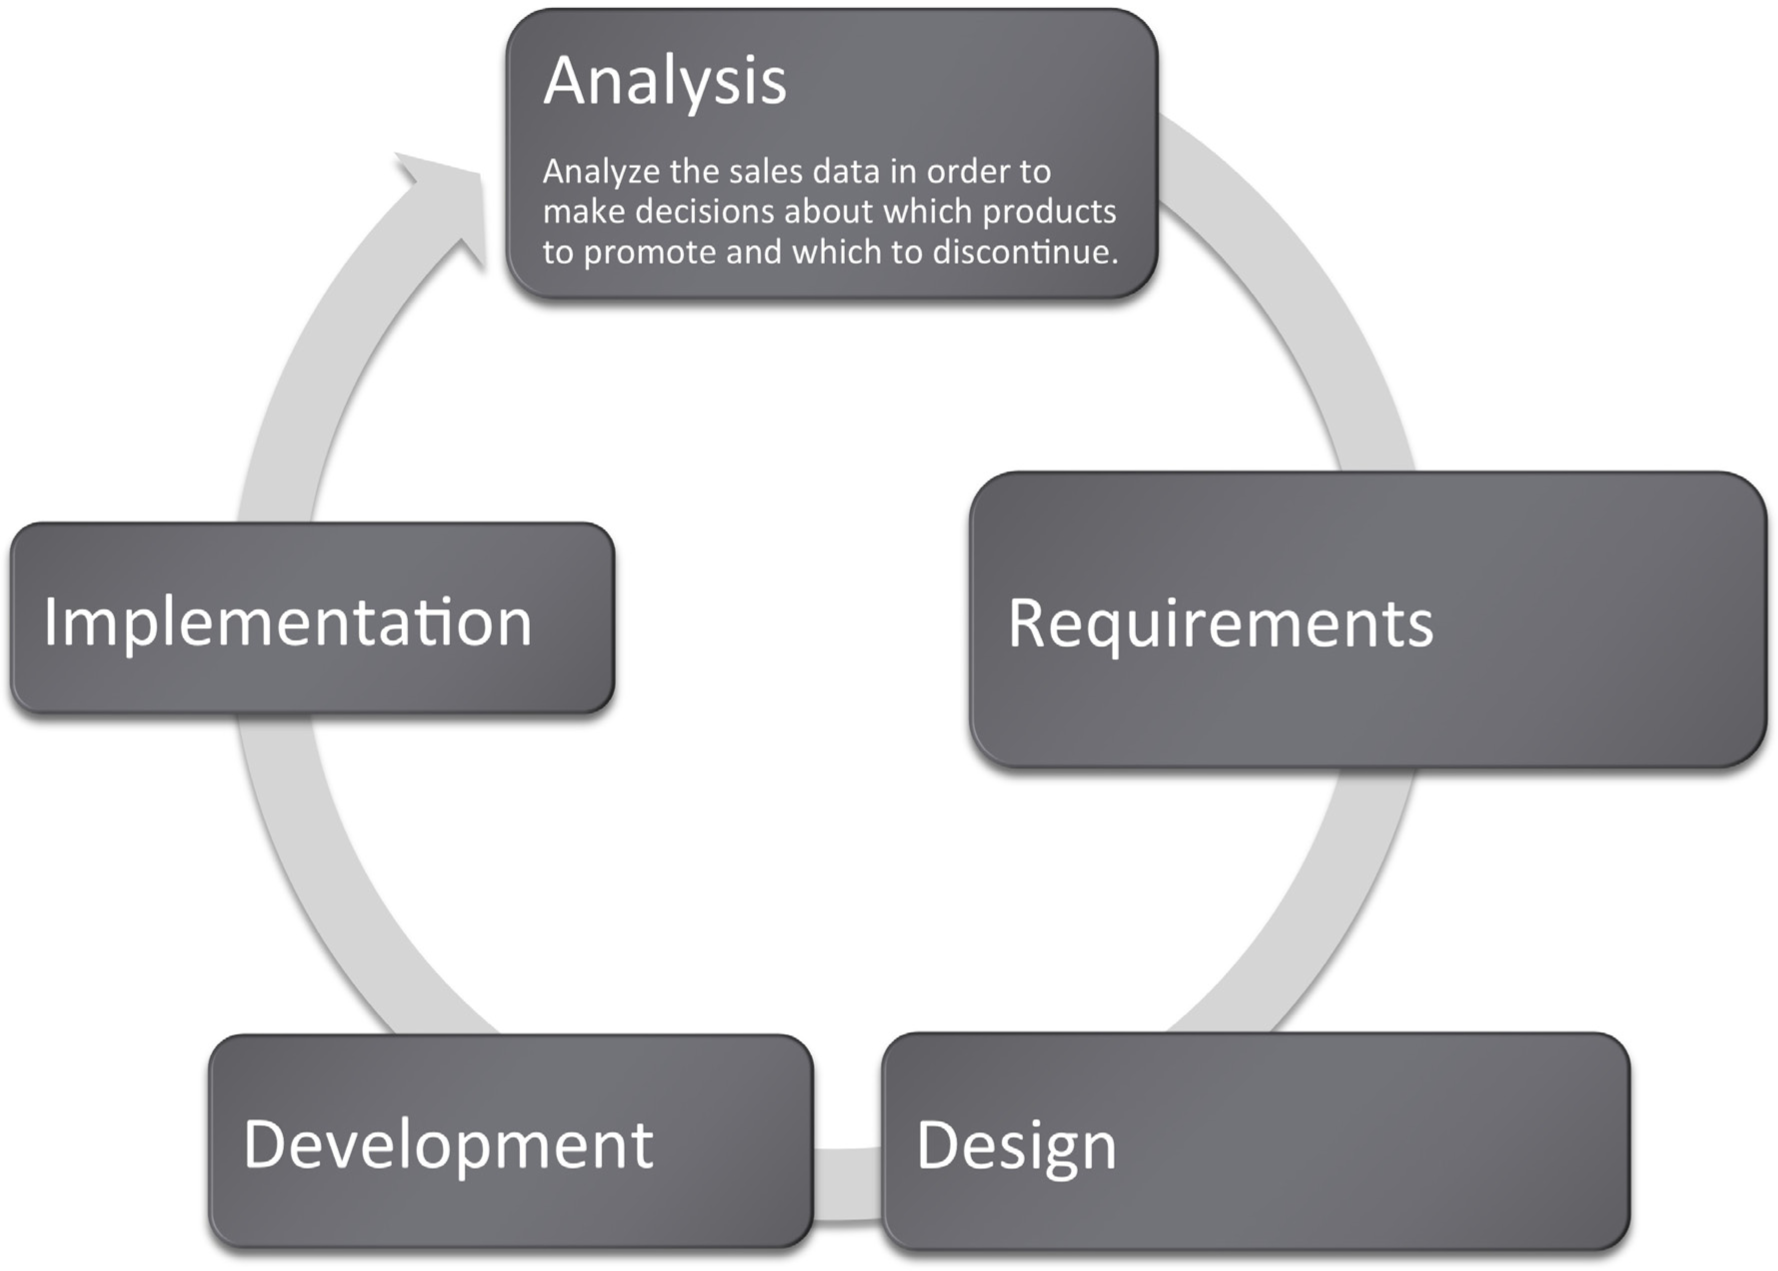 Analysis
Analyze the sales data in order to
make decisions about which products
to promote and which to discontinue.
Implementation
Requirements
Development
Design